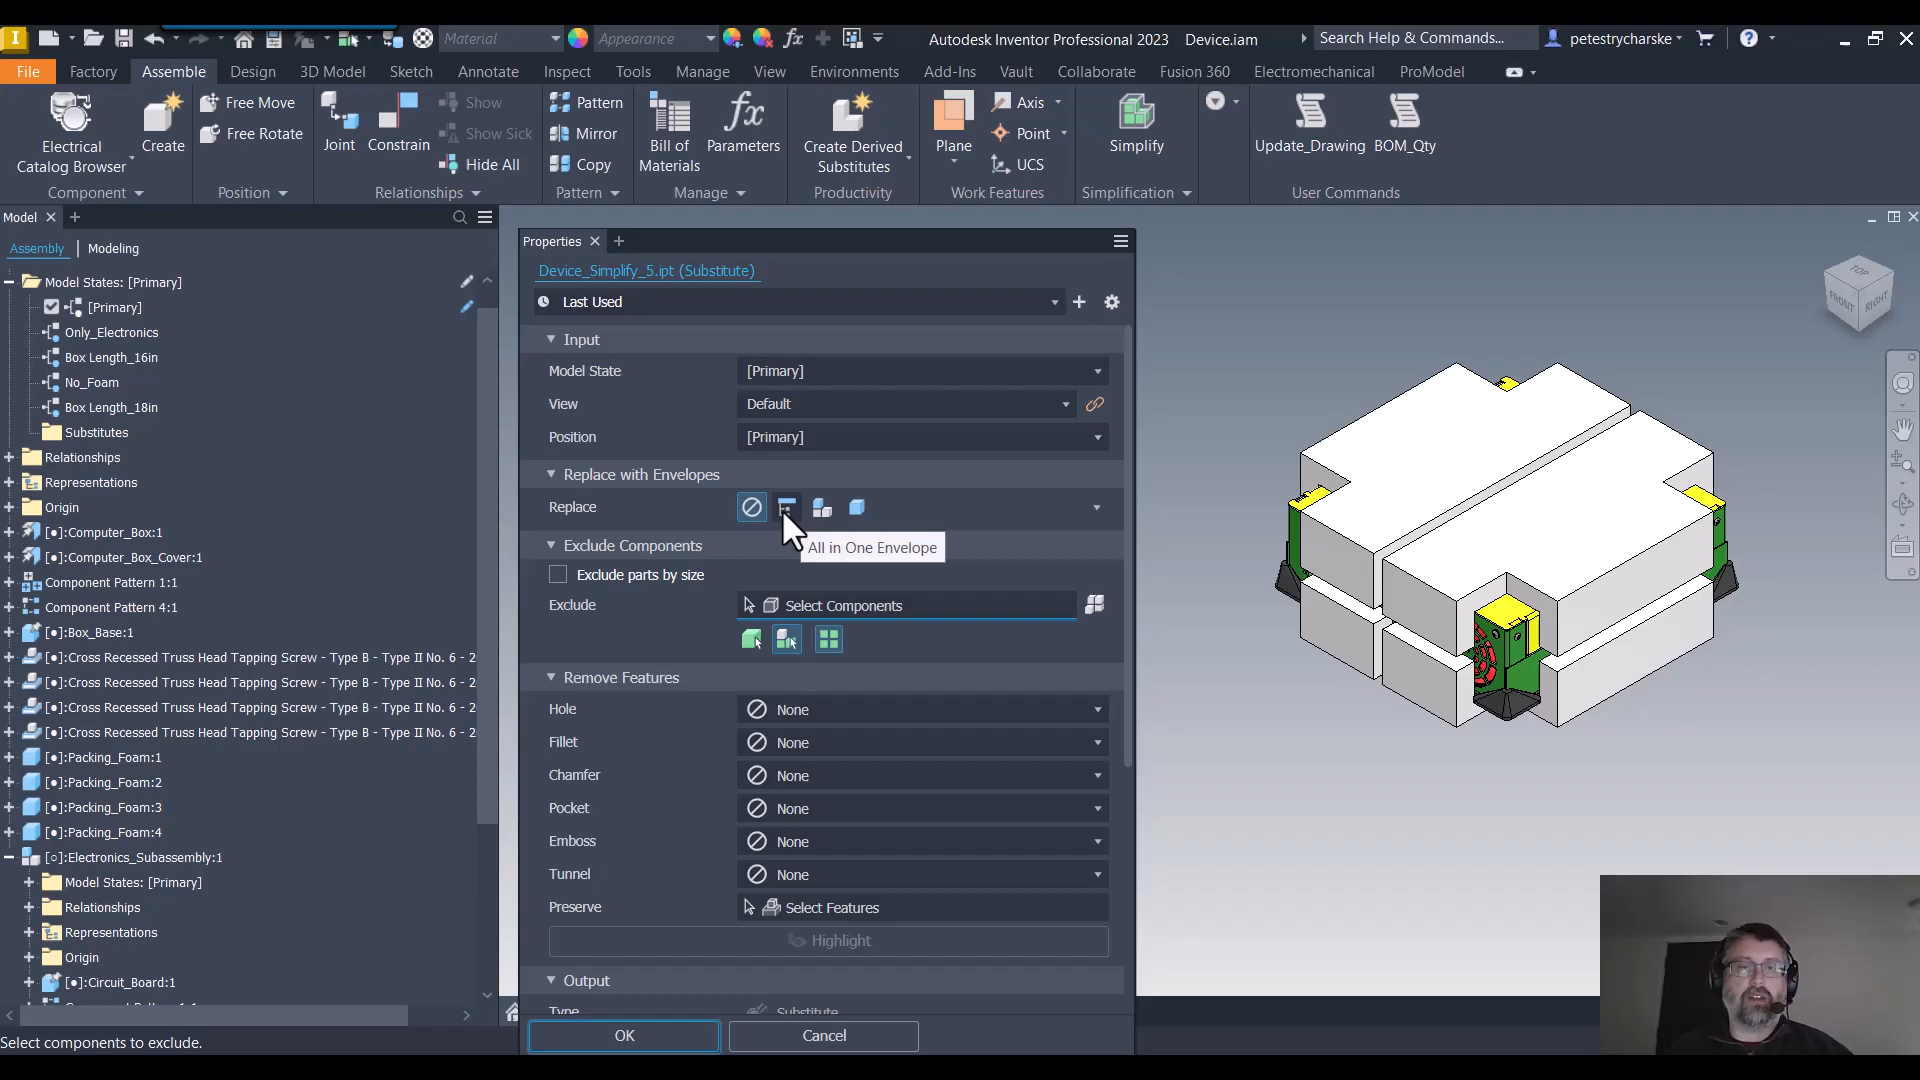 Material
Appearance
Autodesk Inventor Professional 2023 Device.iam
Search Help & Commands...
petestrycharske
File Factory Assemble Design 3D Model Sketch Annotate Inspect Tools Manage View Environments Add-Ins Vault Collaborate Fusion 360 Electromechanical ProModel
Electrical Catalog Browser
Create
Component
Free Move
Free Rotate
Position
Joint
Constrain
Show
Show Sick
Hide All
Relationships
Pattern
Mirror
Copy
Pattern
Bill of Materials
Parameters
Manage
Create Derived Substitutes
Productivity
Plane
Axis
Point
UCS
Work Features
Simplify
Simplification
Update_Drawing
BOM_Qty
User Commands
Model
Assembly | Modeling
Model States: [Primary]
[Primary]
Only_Electronics
Box Length_16in
No_Foam
Box Length_18in
Substitutes
Relationships
Representations
Origin
[●]:Computer_Box:1
[●]:Computer_Box_Cover:1
Component Pattern 1:1
Component Pattern 4:1
[●]:Box_Base:1
[●]:Cross Recessed Truss Head Tapping Screw - Type B - Type II No. 6 - 2
[●]:Cross Recessed Truss Head Tapping Screw - Type B - Type II No. 6 - 2
[●]:Cross Recessed Truss Head Tapping Screw - Type B - Type II No. 6 - 2
[●]:Cross Recessed Truss Head Tapping Screw - Type B - Type II No. 6 - 2
[●]:Packing_Foam:1
[●]:Packing_Foam:2
[●]:Packing_Foam:3
[●]:Packing_Foam:4
[○]:Electronics_Subassembly:1
Model States: [Primary]
Relationships
Representations
Origin
[●]:Circuit_Board:1
Select components to exclude.
Properties
Device_Simplify_5.ipt (Substitute)
Last Used
Input
Model State [Primary]
View Default
Position [Primary]
Replace with Envelopes
Replace
All in One Envelope
Exclude Components
Exclude parts by size
Exclude Select Components
Remove Features
Hole None
Fillet None
Chamfer None
Pocket None
Emboss None
Tunnel None
Preserve Select Features
Highlight
Output
Type Substitute
OK Cancel
TOP
FRONT RIGHT